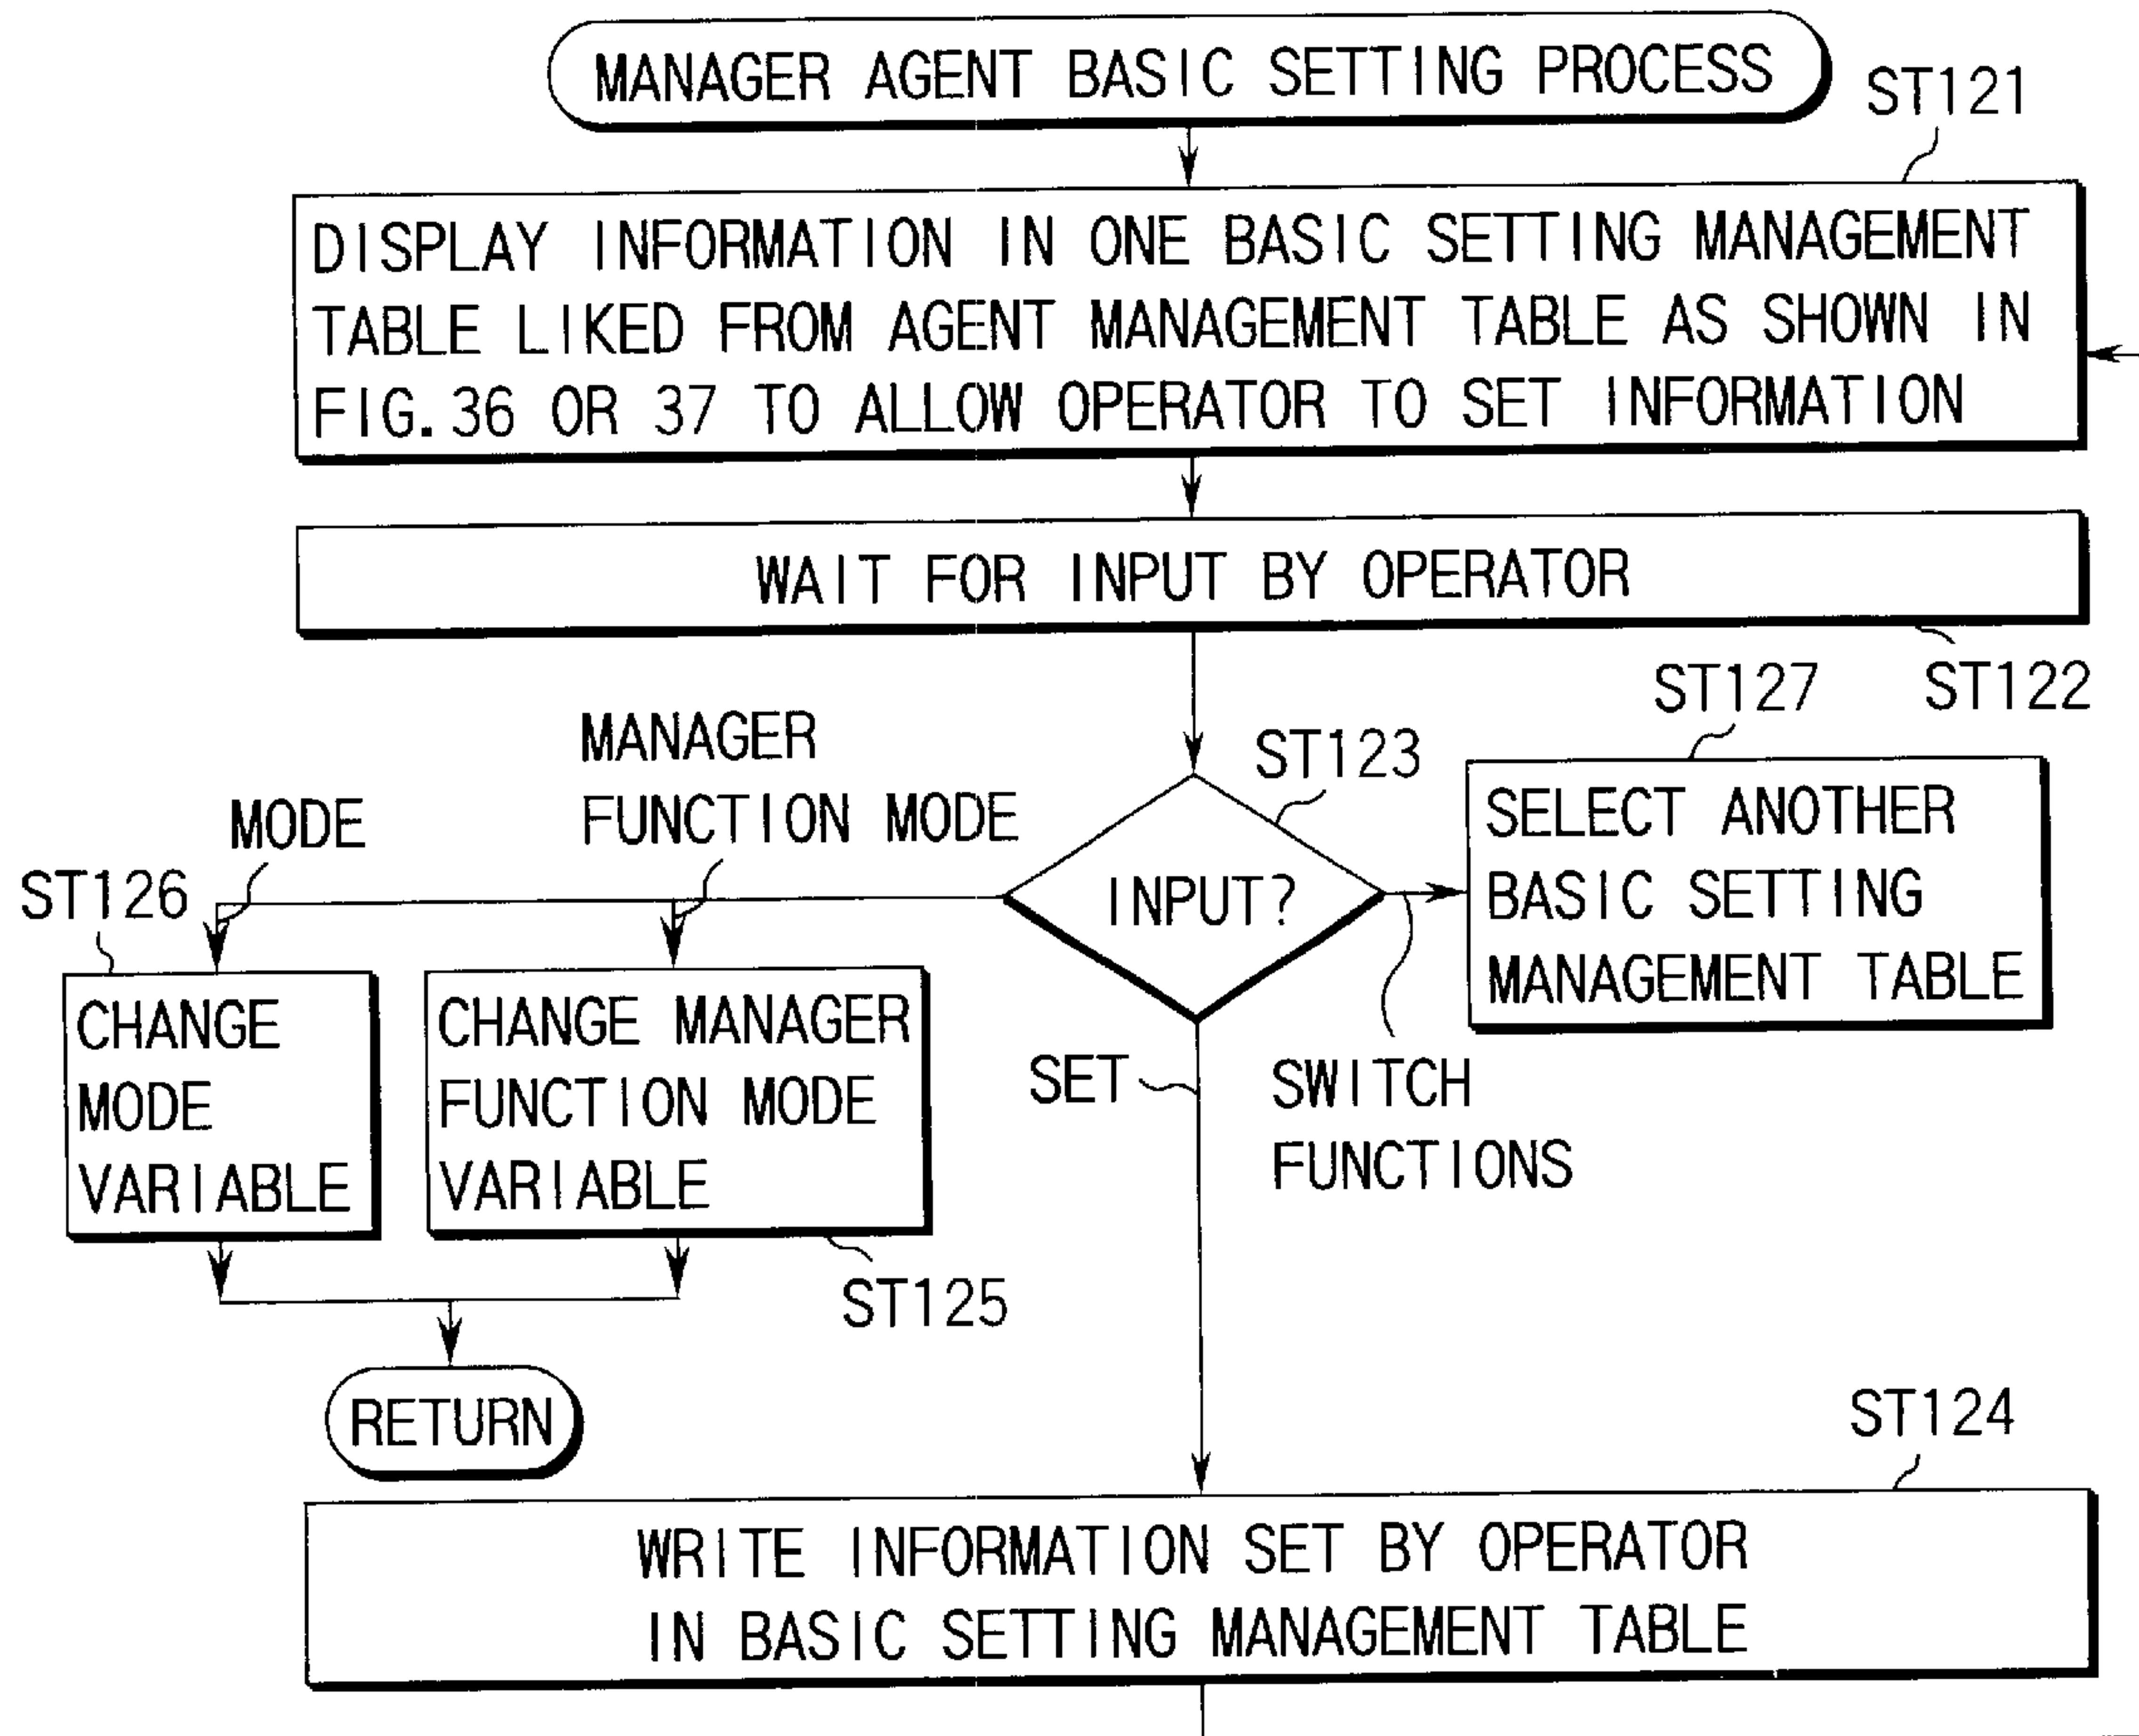 MANAGER AGENT BASIC SETTING PROCESS
ST121
DISPLAY INFORMATION IN ONE BASIC SETTING MANAGEMENT
TABLE LIKED FROM AGENT MANAGEMENT TABLE AS SHOWN IN
FIG.36 OR 37 TO ALLOW OPERATOR TO SET INFORMATION
WAIT FOR INPUT BY OPERATOR
ST122
ST127
MANAGER
FUNCTION MODE
ST123
MODE
ST126
INPUT?
SELECT ANOTHER
BASIC SETTING
MANAGEMENT TABLE
CHANGE
MODE
VARIABLE
CHANGE MANAGER
FUNCTION MODE
VARIABLE
SET
SWITCH
FUNCTIONS
ST125
RETURN
ST124
WRITE INFORMATION SET BY OPERATOR
IN BASIC SETTING MANAGEMENT TABLE